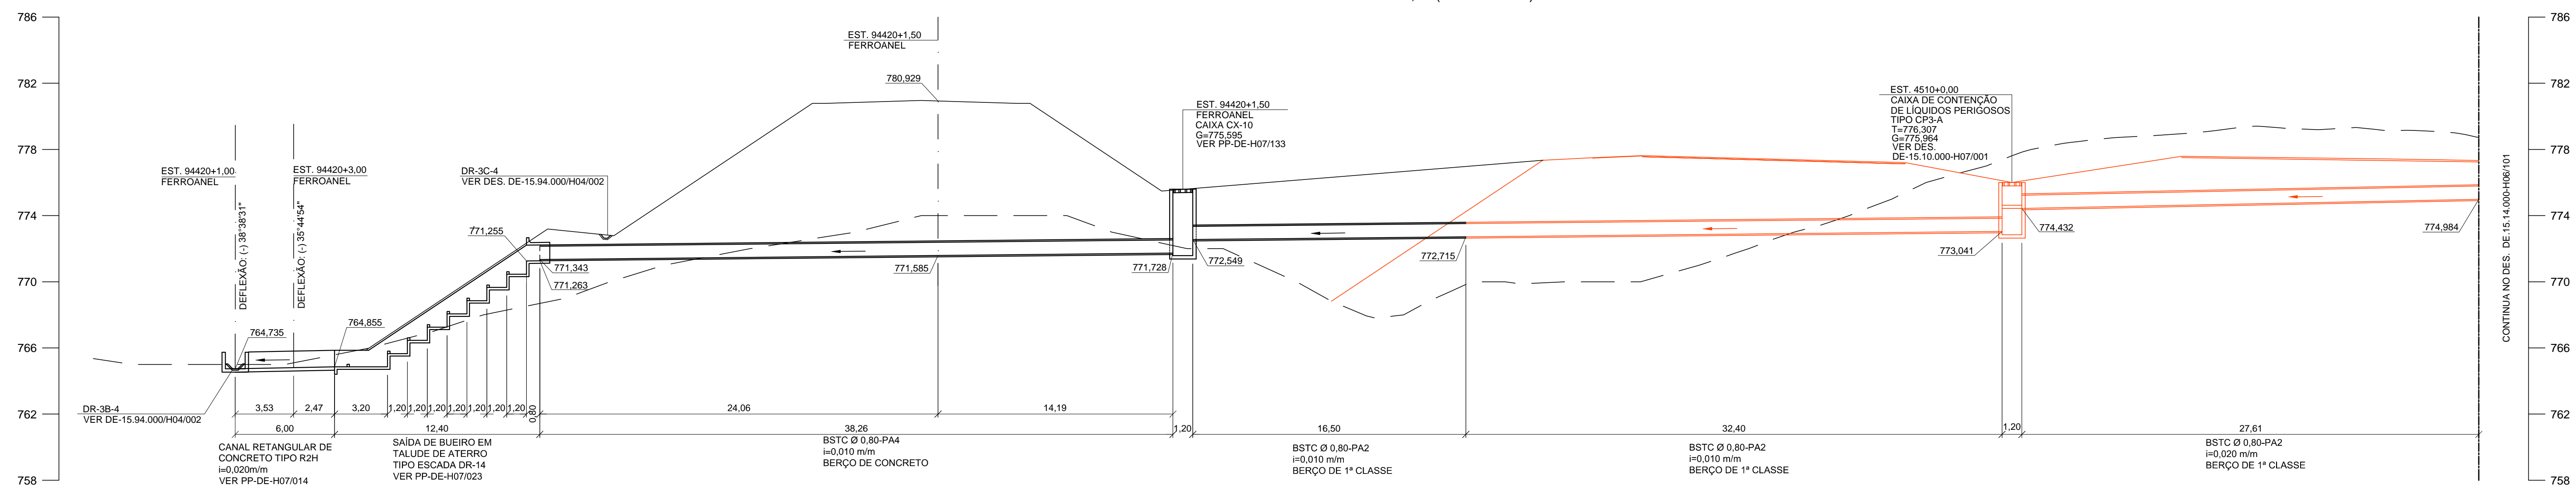 786
782
778
774
770
766
762
758
EST. 94420+1,00
FERROANEL
EST. 94420+3,00
FERROANEL
DEFLEXÃO: (-) 38°38'31"
DEFLEXÃO: (-) 35°44'54"
764,735
764,855
DR-3B-4
VER DE-15.94.000/H04/002
DR-3C-4
VER DES. DE-15.94.000/H04/002
771,255
771,343
771,263
EST. 94420+1,50
FERROANEL
780,929
771,585
771,728
EST. 94420+1,50
FERROANEL
CAIXA CX-10
G=775,595
VER PP-DE-H07/133
772,549
772,715
EST. 4510+0,00
CAIXA DE CONTENÇÃO
DE LÍQUIDOS PERIGOSOS
TIPO CP3-A
T=776,307
G=775,964
VER DES.
DE-15.10.000-H07/001
773,041
774,432
774,984
CONTINUA NO DES. DE.15.14.000-H06/101
3,53
2,47
3,20
1,20
1,20
1,20
1,20
1,20
1,20
1,20
0,80
24,06
14,19
6,00
12,40
38,26
1,20
16,50
32,40
1,20
27,61
CANAL RETANGULAR DE
CONCRETO TIPO R2H
i=0,020m/m
VER PP-DE-H07/014
SAÍDA DE BUEIRO EM
TALUDE DE ATERRO
TIPO ESCADA DR-14
VER PP-DE-H07/023
BSTC Ø 0,80-PA4
i=0,010 m/m
BERÇO DE CONCRETO
BSTC Ø 0,80-PA2
i=0,010 m/m
BERÇO DE 1ª CLASSE
BSTC Ø 0,80-PA2
i=0,010 m/m
BERÇO DE 1ª CLASSE
BSTC Ø 0,80-PA2
i=0,020 m/m
BERÇO DE 1ª CLASSE
786
782
778
774
770
766
762
758